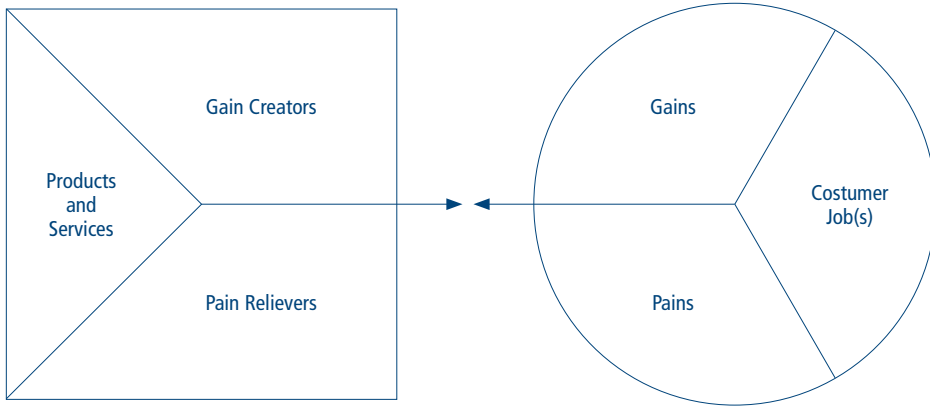 Gain Creators
Products
and
Services
Pain Relievers
Gains
Costumer
Job(s)
Pains